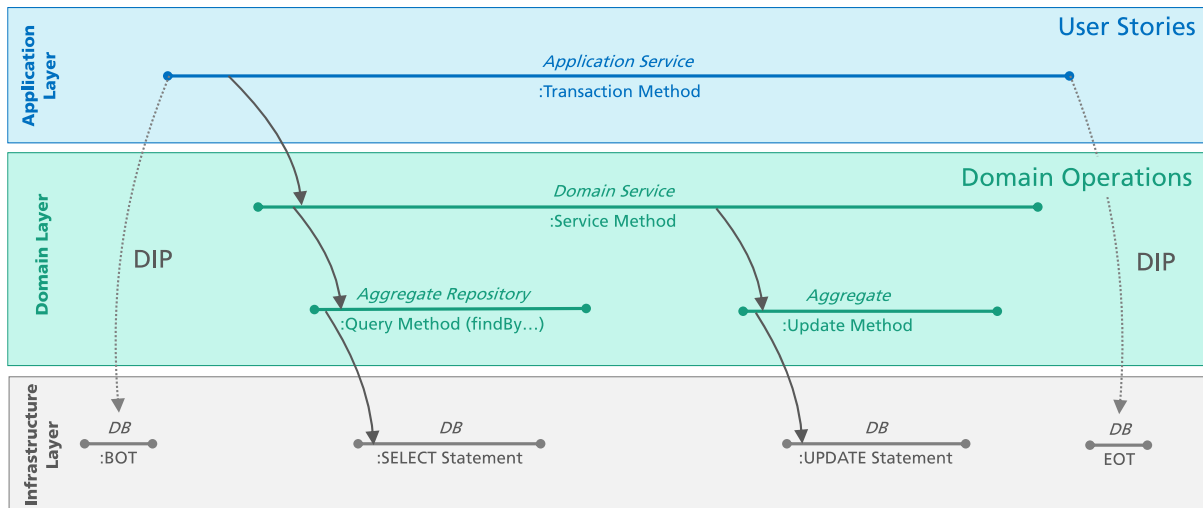 User Stories
Application
Layer
Application Service
:Transaction Method
Domain Operations
Domain Layer
Domain Service
:Service Method
DIP
DIP
Aggregate Repository
:Query Method (findBy...)
Aggregate
:Update Method
Infrastructure
Layer
DB
:BOT
DB
:SELECT Statement
DB
:UPDATE Statement
DB
EOT